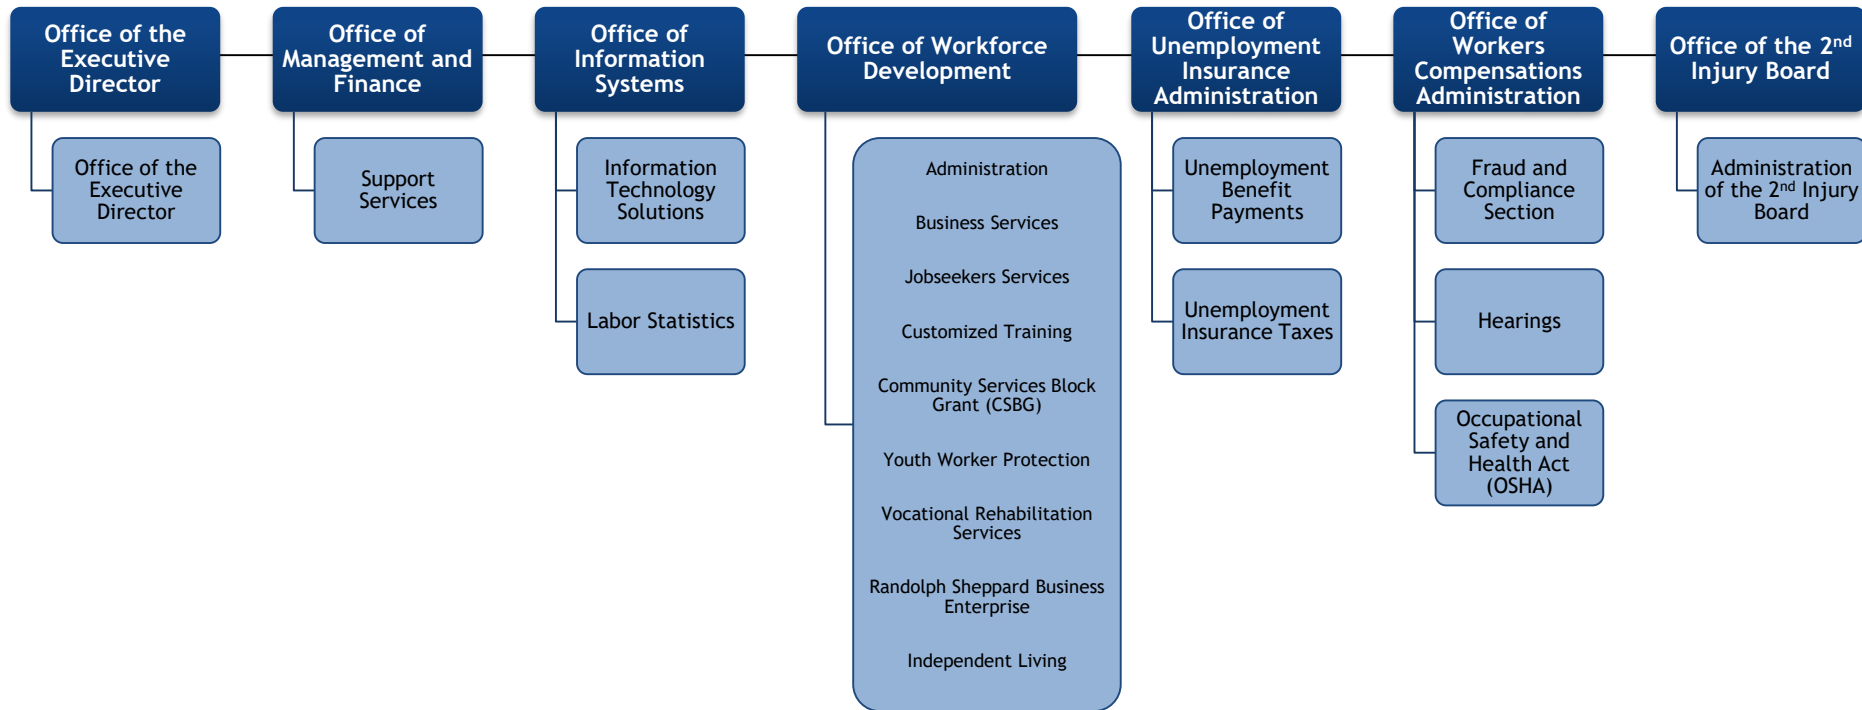 Office of the
Executive
Director
Office of
Management and
Finance
Office of
Information
Systems
Office of Workforce
Development
Office of
Unemployment
Insurance
Administration
Office of
Workers
Compensations
Administration
Office of the 2nd
Injury Board
Office of the
Executive
Director
Support
Services
Information
Technology
Solutions
Labor Statistics
Administration
Business Services
Jobseekers Services
Customized Training
Community Services Block
Grant (CSBG)
Youth Worker Protection
Vocational Rehabilitation
Services
Randolph Sheppard Business
Enterprise
Independent Living
Unemployment
Benefit
Payments
Unemployment
Insurance Taxes
Fraud and
Compliance
Section
Hearings
Occupational
Safety and
Health Act
(OSHA)
Administration
of the 2nd Injury
Board